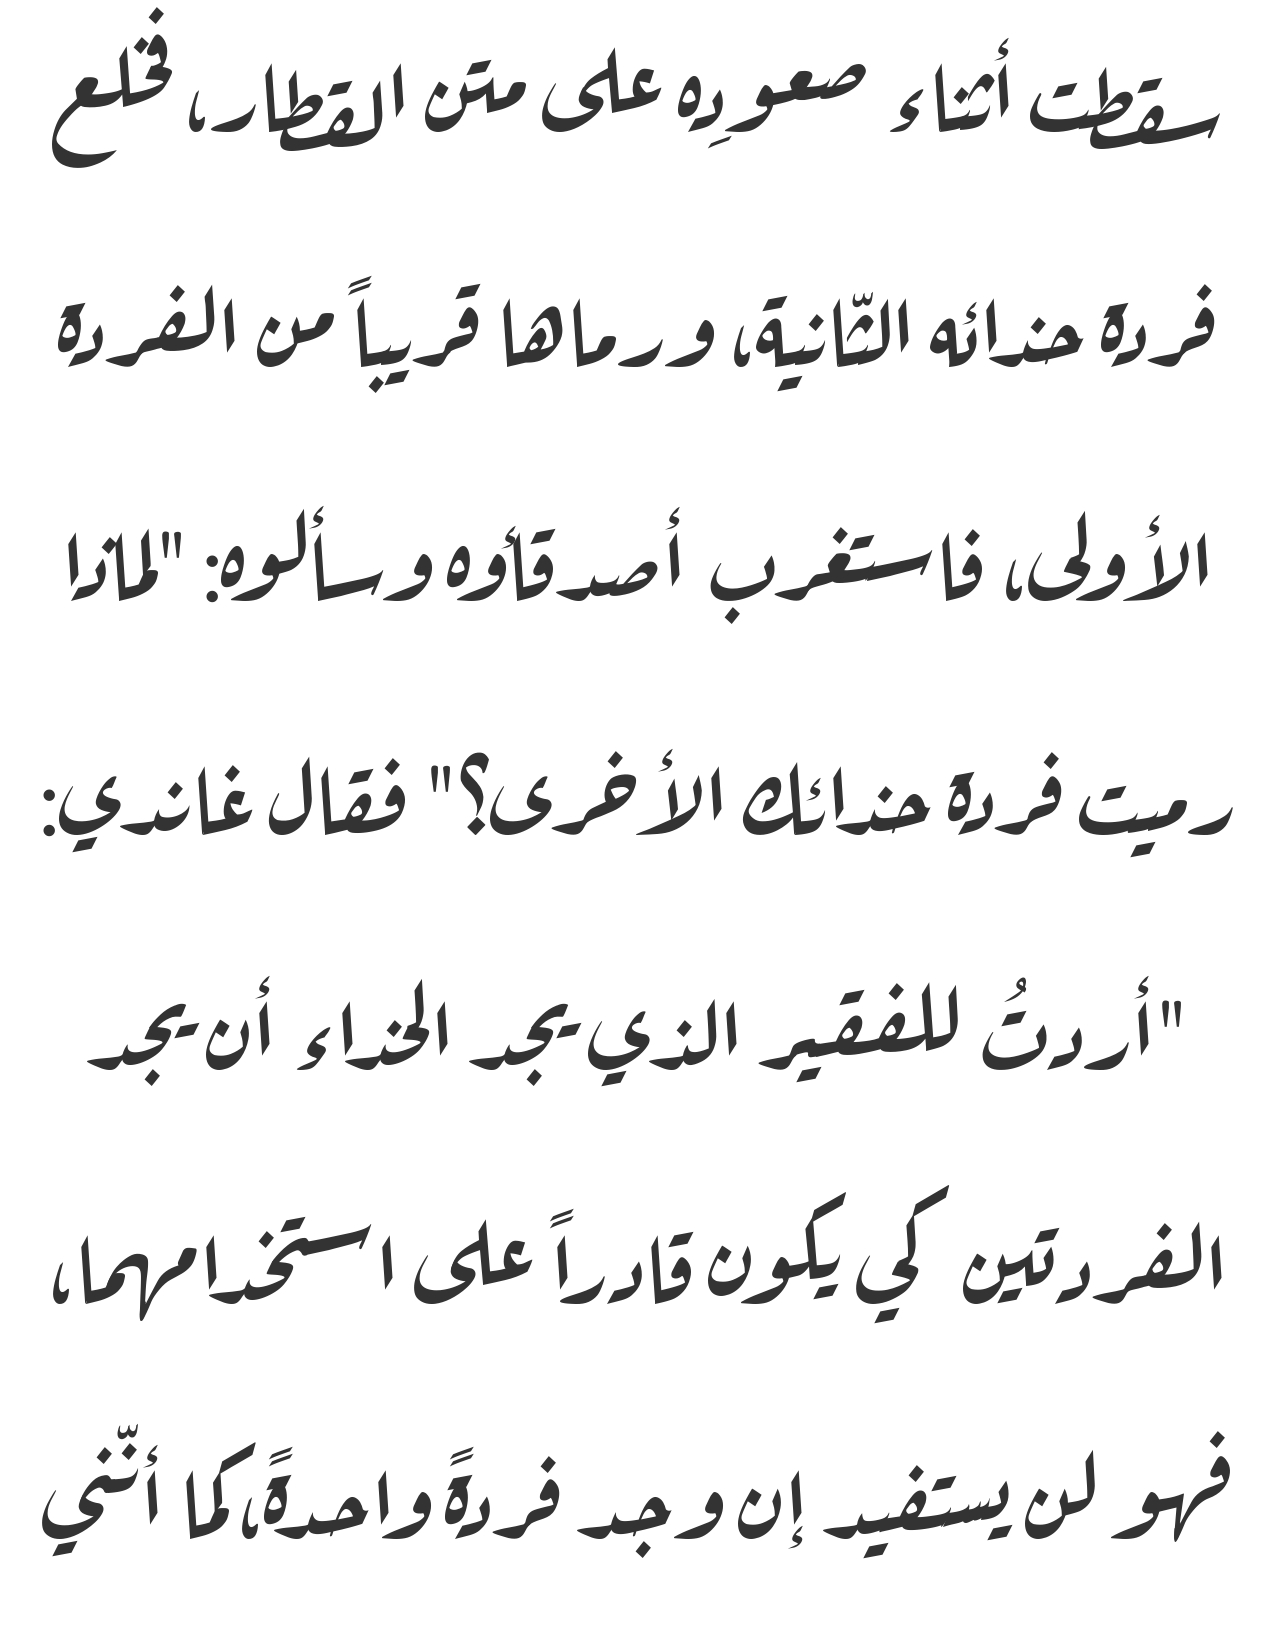 سقطت أثناء صعودِه على متن القطار، فخلع
فردة حذائه الثّانية، ورماها قريباً من الفردة
الأولى، فاستغرب أصدقاؤه وسألوه: "لماذا
رميت فردة حذائك الأخرى؟" فقال غاندي:
"أردتُ للفقير الذي يجد الحذاء أن يجد
الفردتين كي يكون قادراً على استخدامهما،
فهو لن يستفيد إن وجد فردةً واحدةً، كما أنّني